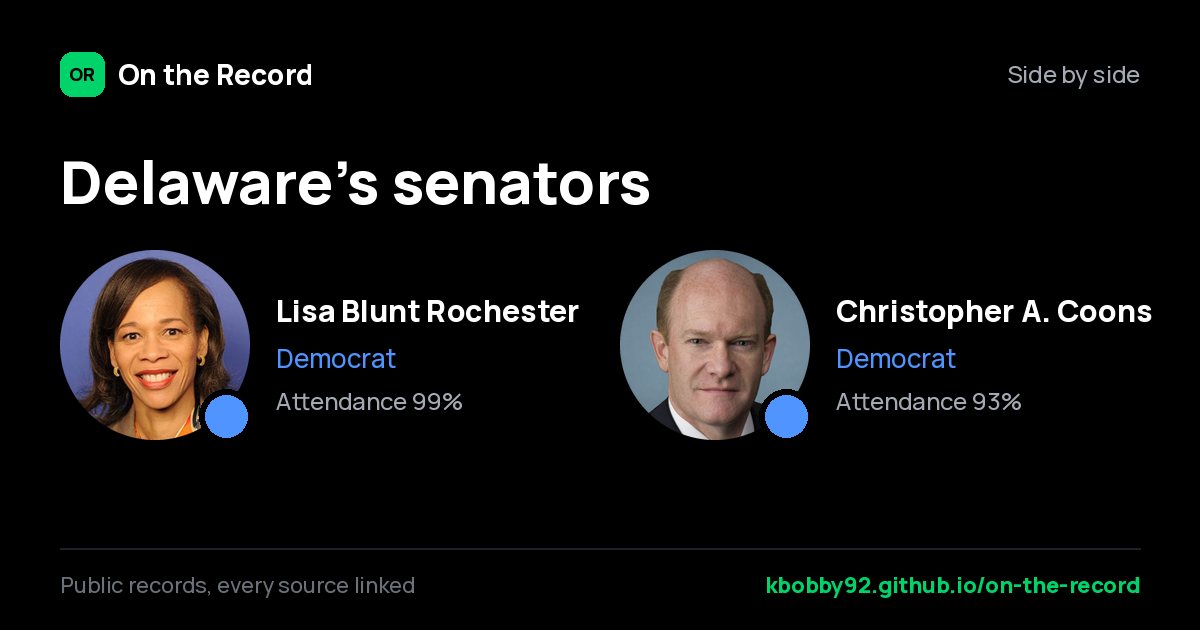 OR On the Record
Side by side
Delaware’s senators
Lisa Blunt Rochester
Democrat
Attendance 99%
Christopher A. Coons
Democrat
Attendance 93%
Public records, every source linked
kbobby92.github.io/on-the-record